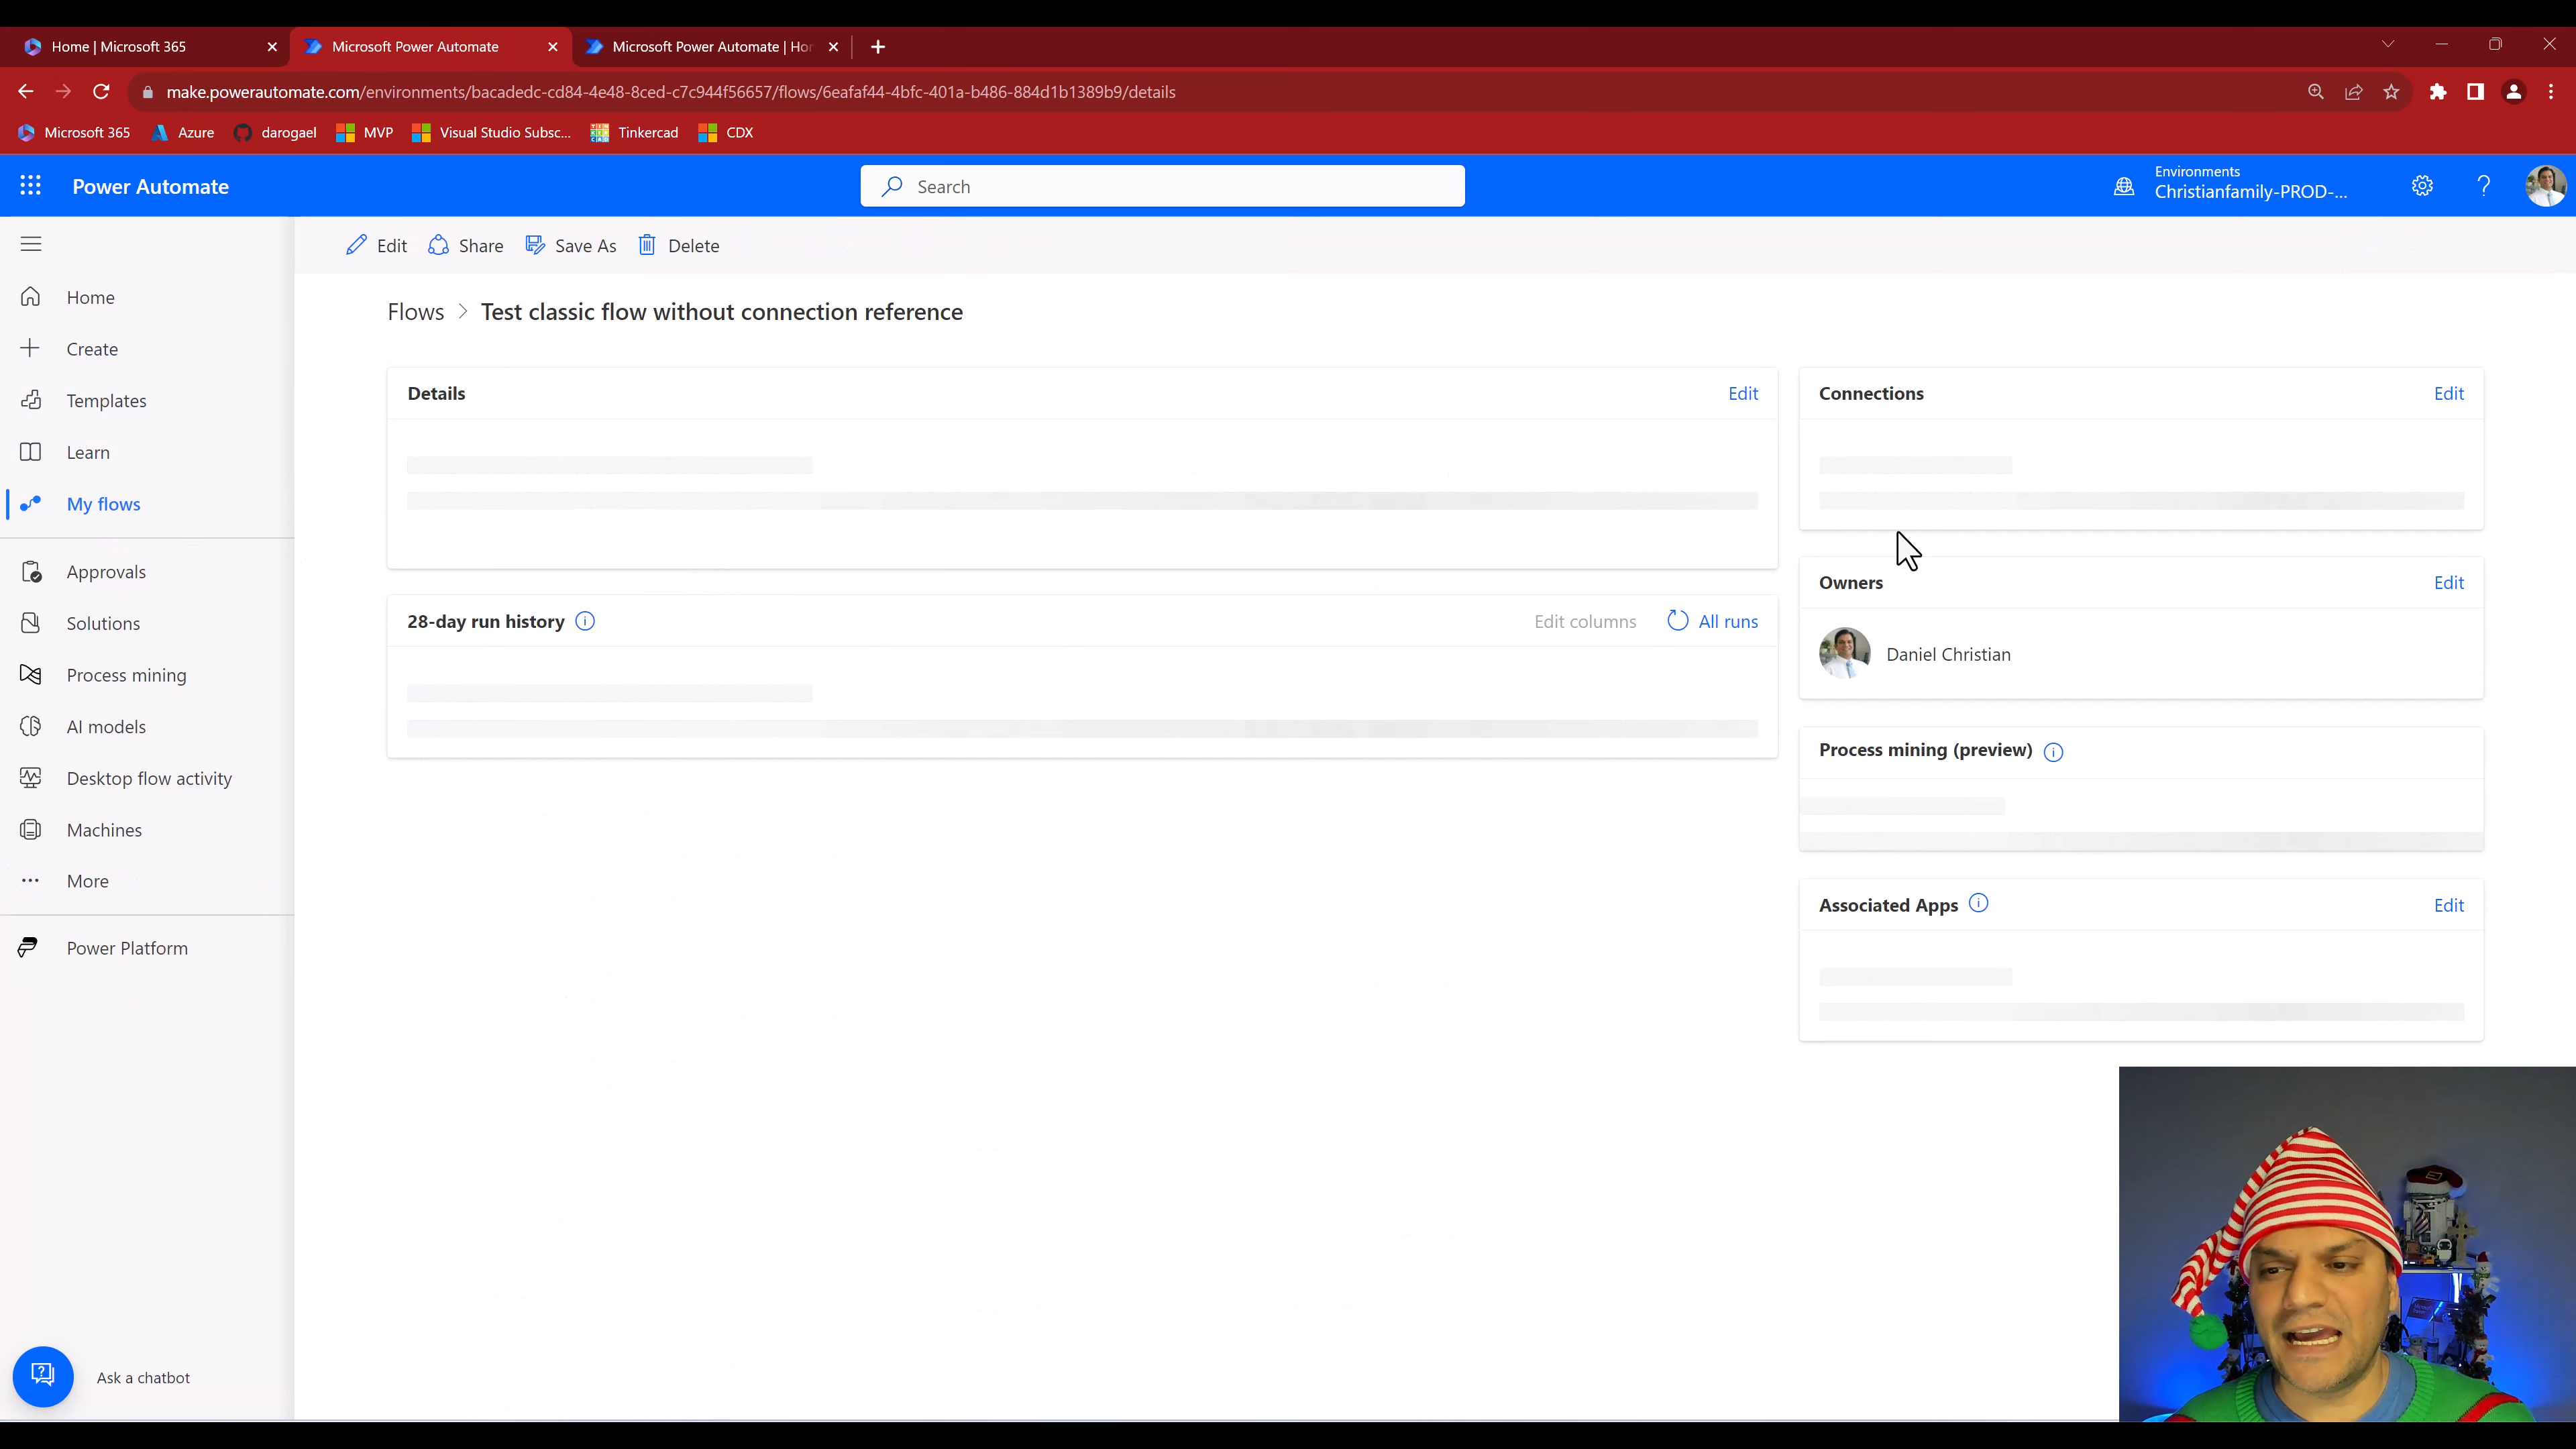 Home | Microsoft 365
Microsoft Power Automate
Microsoft Power Automate | Ho
make.powerautomate.com/environments/bacadedc-cd84-4e48-8ced-c7c944f56657/flows/6eafaf44-4bfc-401a-b486-884d1b1389b9/details
Microsoft 365 Azure darogael MVP Visual Studio Subsc... Tinkercad CDX
Power Automate
Search
Environments
Christianfamily-PROD-...
Edit Share Save As Delete
Home
Create
Templates
Learn
My flows
Approvals
Solutions
Process mining
AI models
Desktop flow activity
Machines
More
Power Platform
Ask a chatbot
Flows > Test classic flow without connection reference
Details Edit
28-day run history Edit columns All runs
Connections Edit
Owners Edit
Daniel Christian
Process mining (preview)
Associated Apps Edit